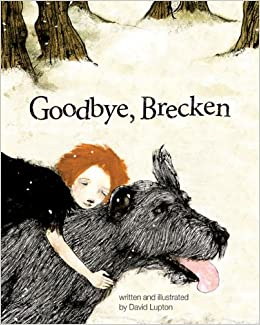 Goodbye, Brecken
written and illustrated
by David Lupton